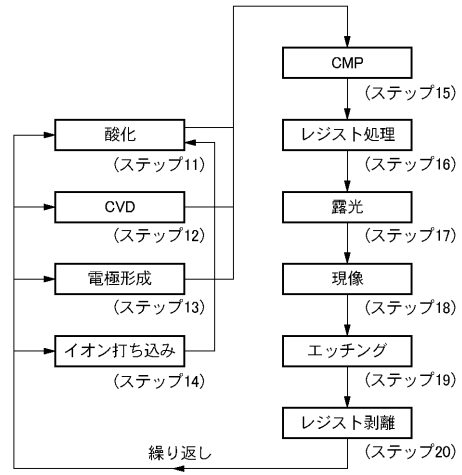 酸化
(ステップ11)
CVD
(ステップ12)
電極形成
(ステップ13)
イオン打ち込み
(ステップ14)
CMP
(ステップ15)
レジスト処理
(ステップ16)
露光
(ステップ17)
現像
(ステップ18)
エッチング
(ステップ19)
レジスト剥離
(ステップ20)
繰り返し